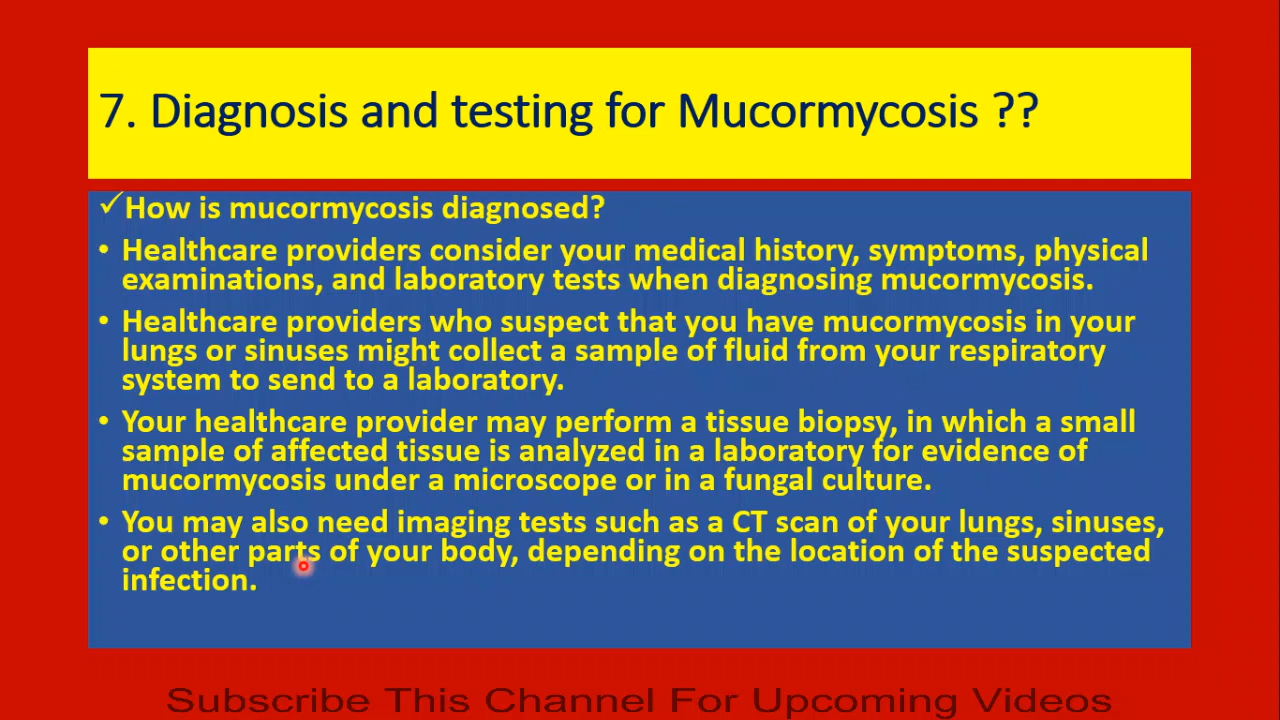 7. Diagnosis and testing for Mucormycosis ??
✓How is mucormycosis diagnosed?
• Healthcare providers consider your medical history, symptoms, physical
examinations, and laboratory tests when diagnosing mucormycosis.
• Healthcare providers who suspect that you have mucormycosis in your
lungs or sinuses might collect a sample of fluid from your respiratory
system to send to a laboratory.
• Your healthcare provider may perform a tissue biopsy, in which a small
sample of affected tissue is analyzed in a laboratory for evidence of
mucormycosis under a microscope or in a fungal culture.
• You may also need imaging tests such as a CT scan of your lungs, sinuses,
or other parts of your body, depending on the location of the suspected
infection.
Subscribe This Channel For Upcoming Videos